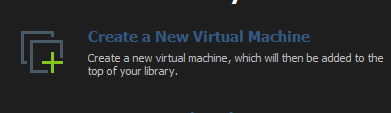 Create a New Virtual Machine
Create a new virtual machine, which will then be added to the
top of your library.